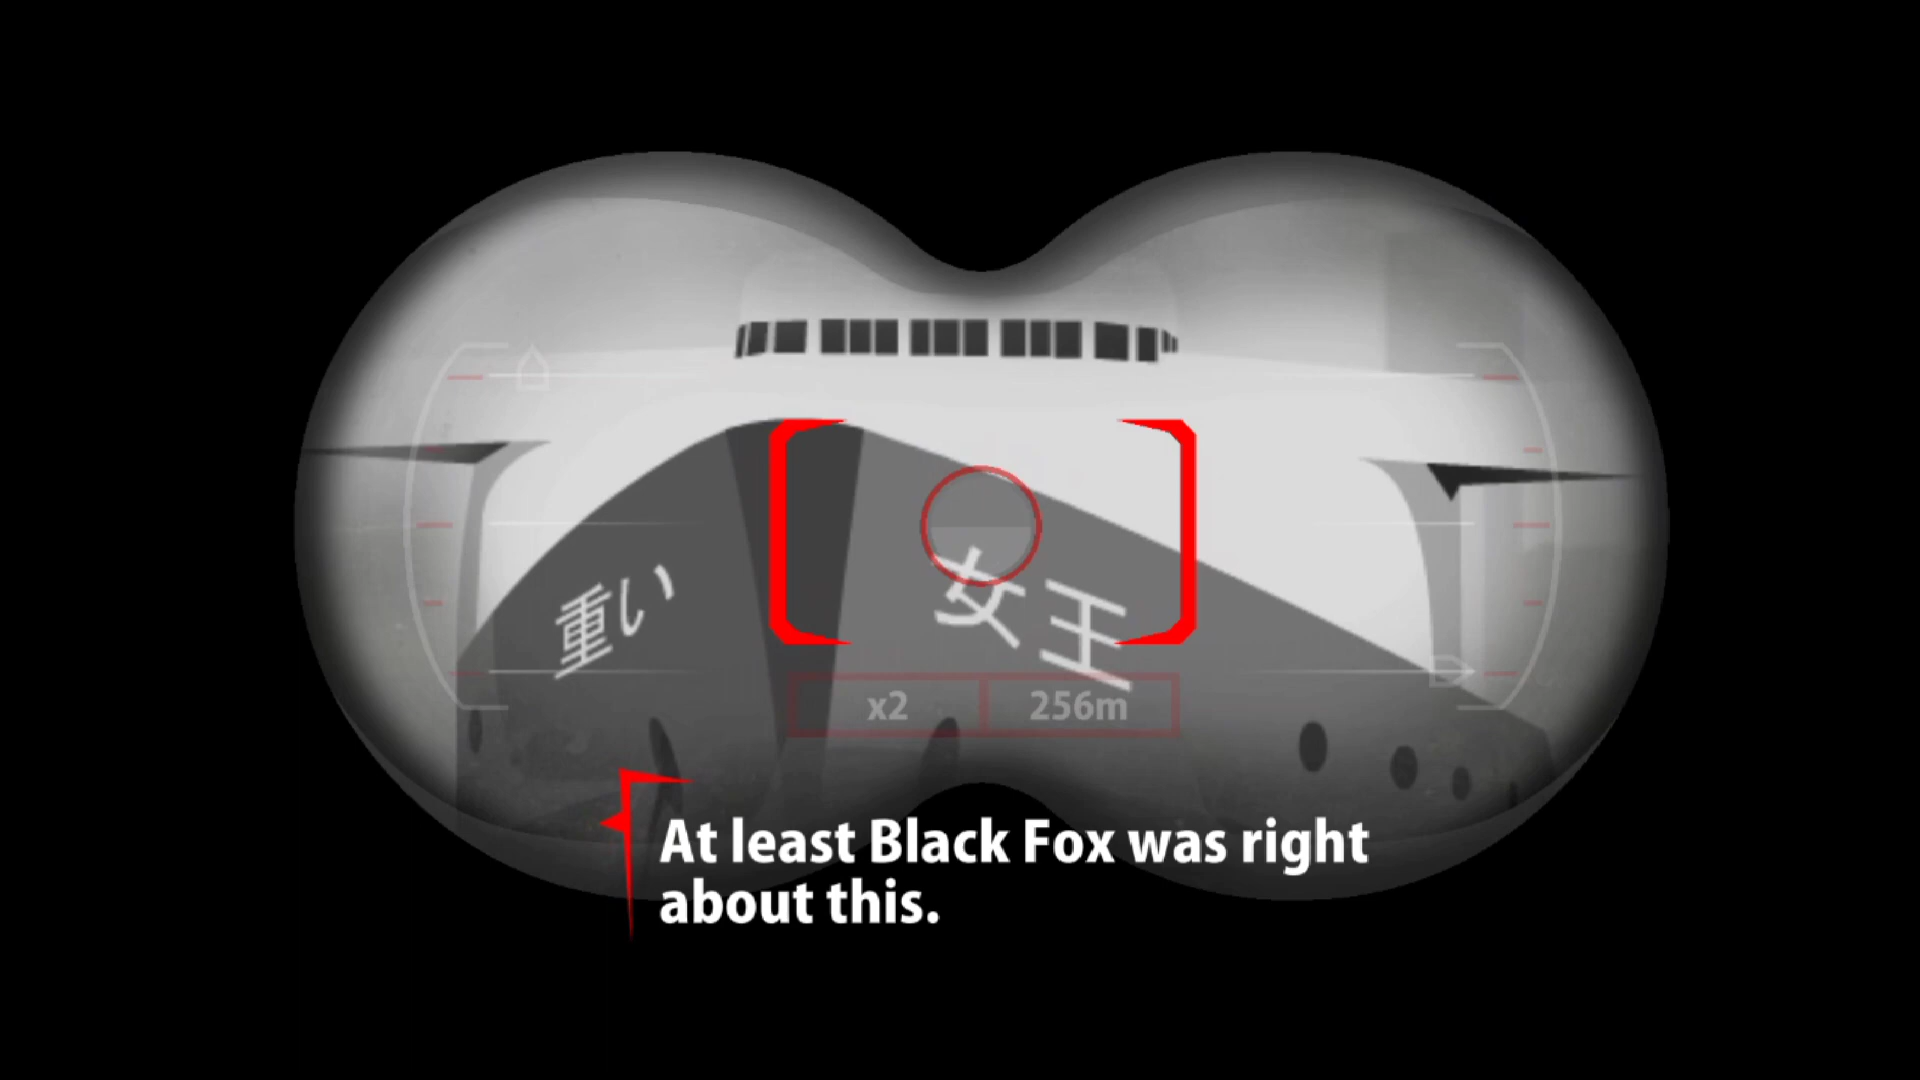 重い
女王
x2
256m
At least Black Fox was right
about this.